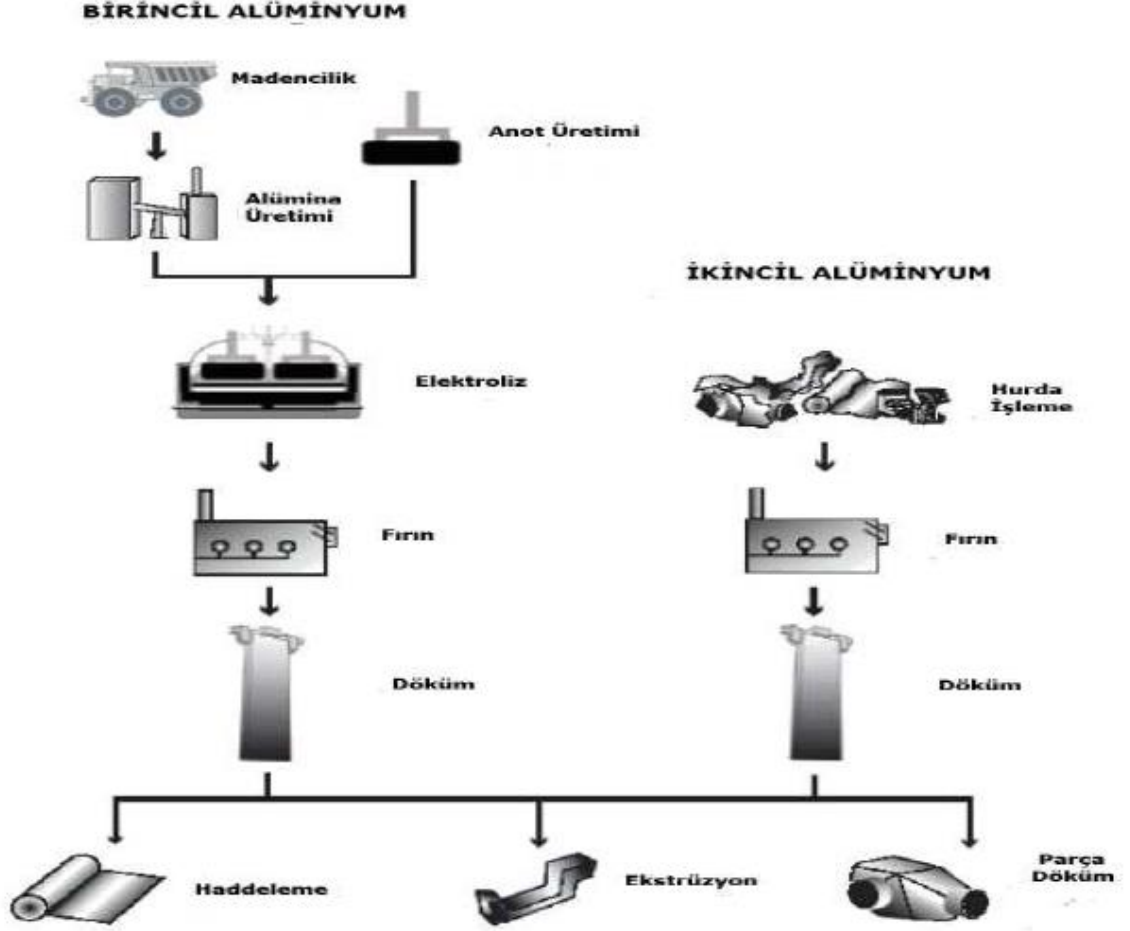 BİRİNCİL ALÜMİNYUM
Madencilik
Anot Üretimi
Alümina
Üretimi
İKİNCİL ALÜMİNYUM
Elektroliz
Hurda
İşleme
Fırın
Fırın
Döküm
Döküm
Haddeleme
Ekstrüzyon
Parça
Döküm